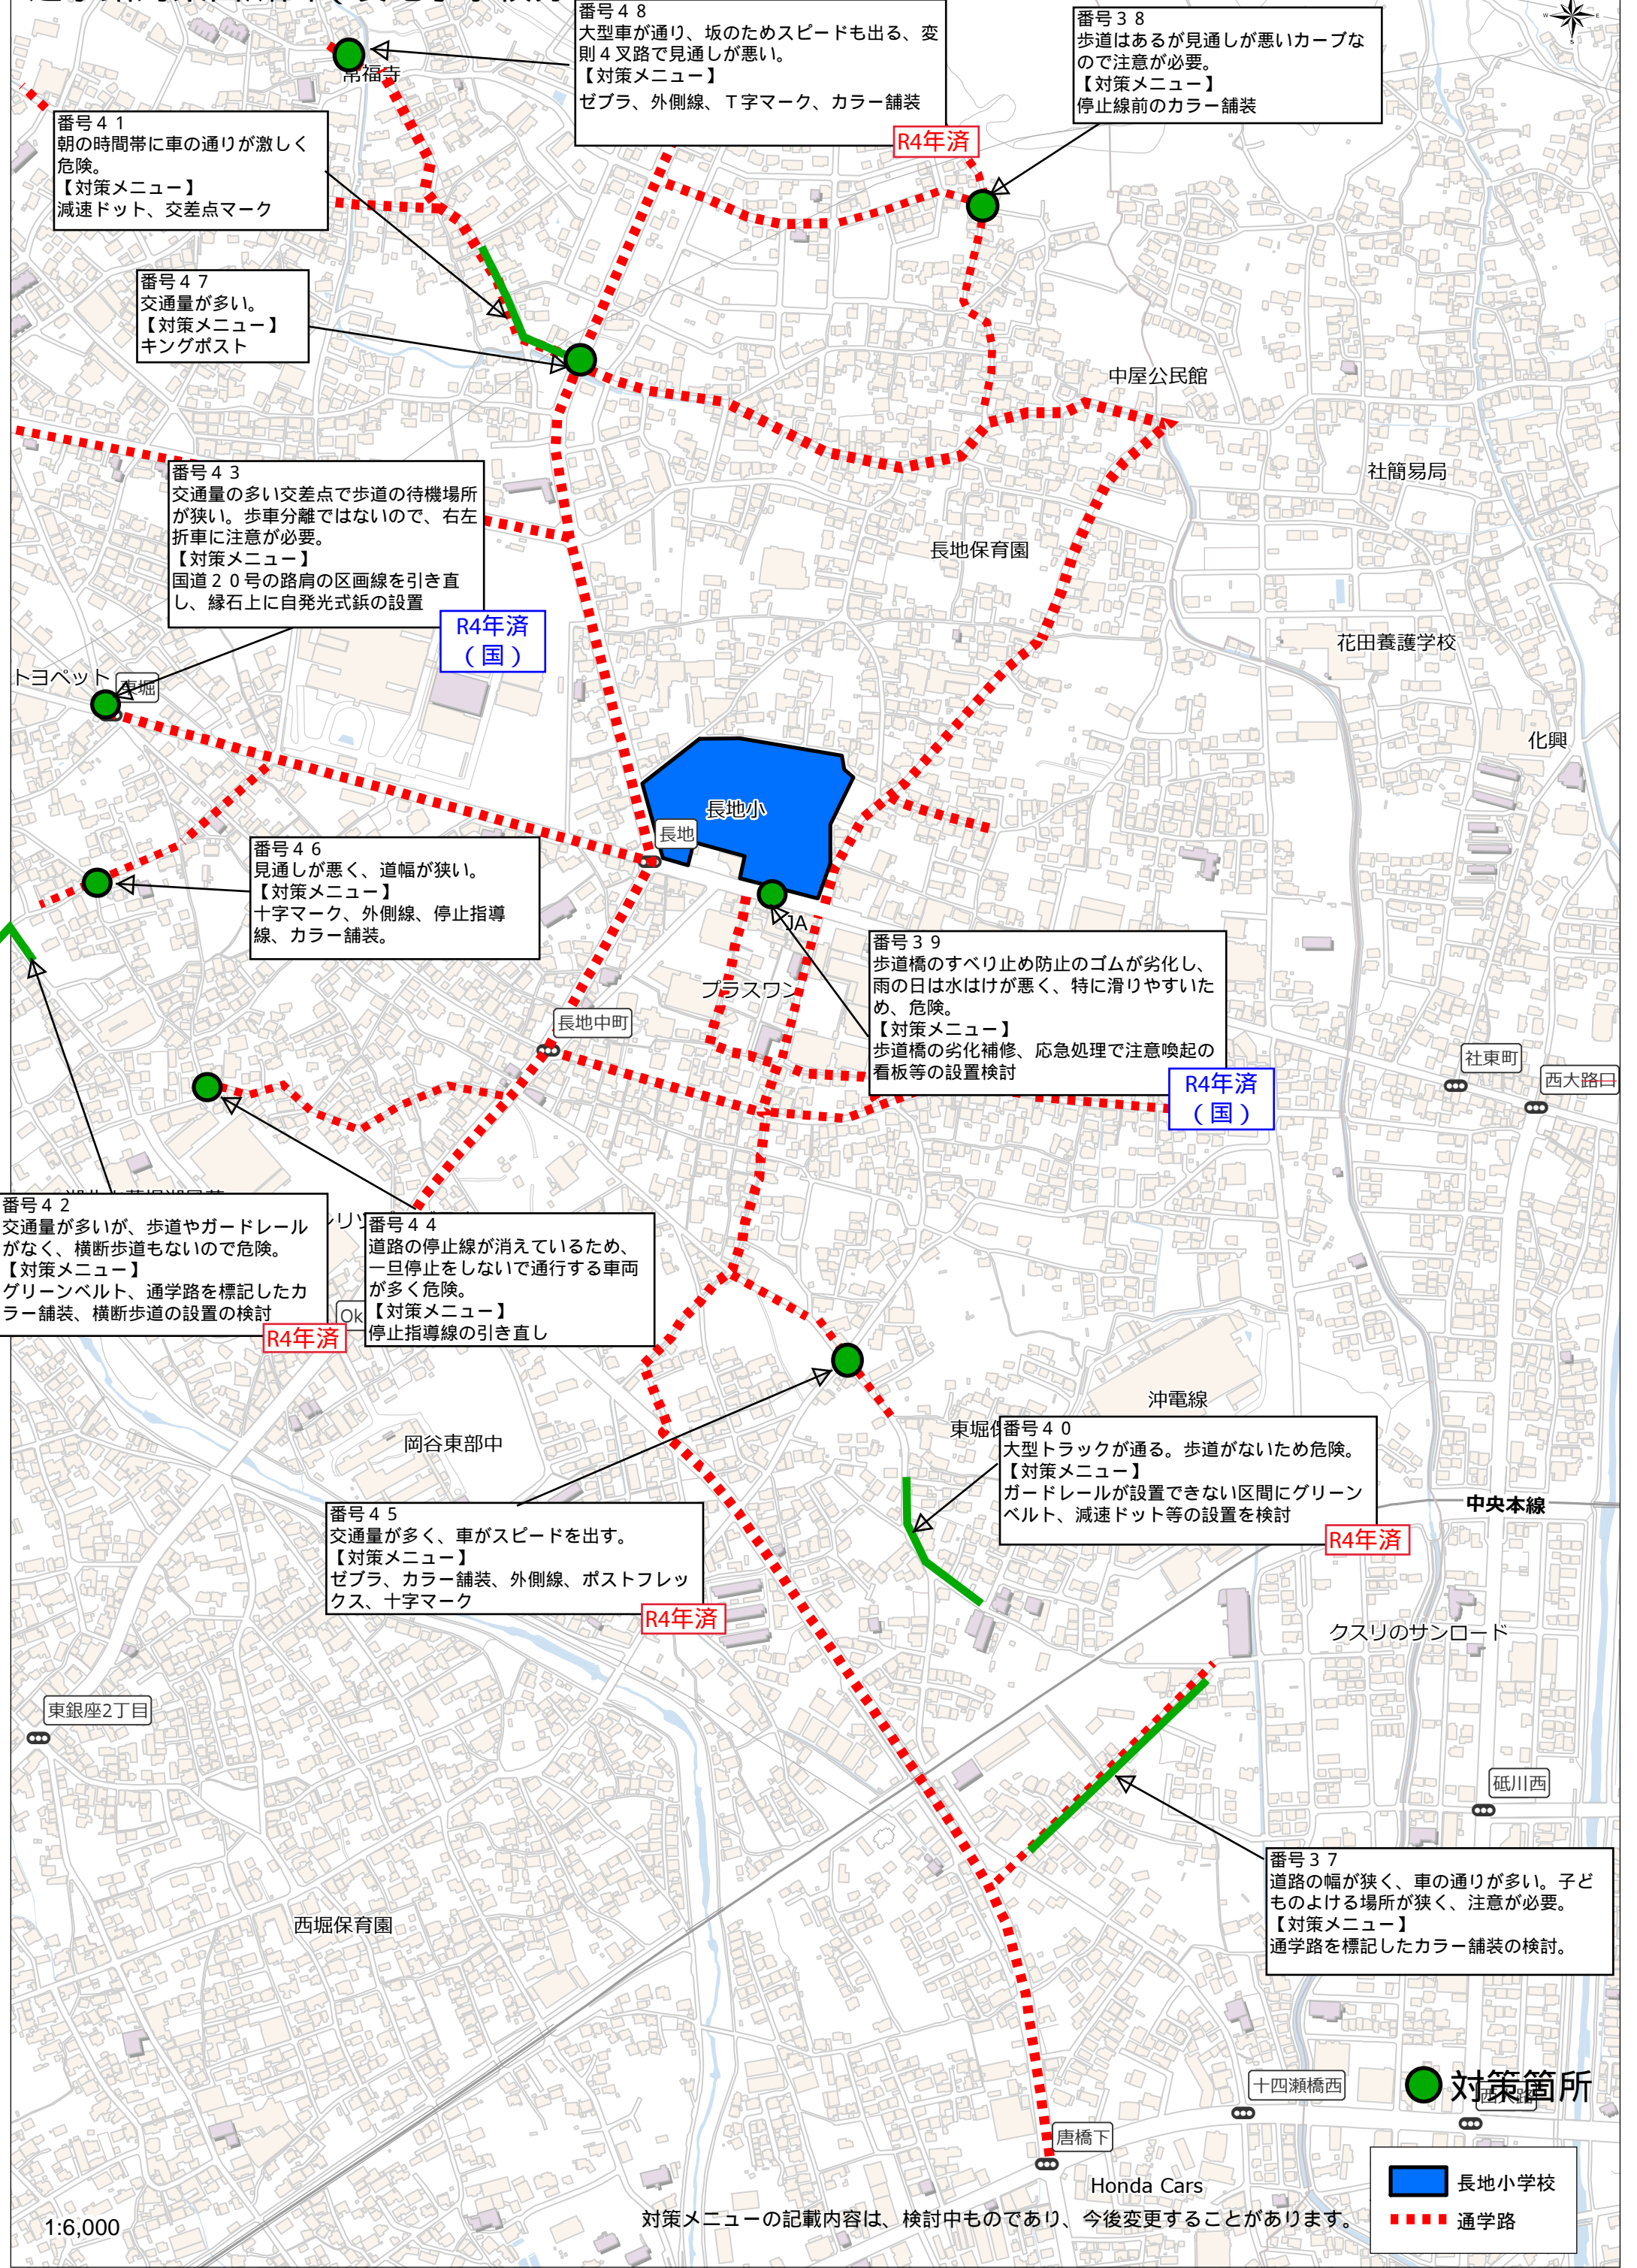 番号４８
大型車が通り、坂のためスピードも出る、変
則４叉路で見通しが悪い。
【対策メニュー】
ゼブラ、外側線、Ｔ字マーク、カラー舗装
R4年済
番号３８
歩道はあるが見通しが悪いカーブな
ので注意が必要。
【対策メニュー】
停止線前のカラー舗装
常福寺
番号４１
朝の時間帯に車の通りが激しく
危険。
【対策メニュー】
減速ドット、交差点マーク
番号４７
交通量が多い。
【対策メニュー】
キングポスト
中屋公民館
社簡易局
番号４３
交通量の多い交差点で歩道の待機場所
が狭い。歩車分離ではないので、右左
折車に注意が必要。
【対策メニュー】
国道２０号の路肩の区画線を引き直
し、縁石上に自発光式鋲の設置
R4年済
（国）
長地保育園
花田養護学校
トヨペット
東堀
化興
長地小
長地
番号４６
見通しが悪く、道幅が狭い。
【対策メニュー】
十字マーク、外側線、停止指導
線、カラー舗装。
JA
プラスワン
番号３９
歩道橋のすべり止め防止のゴムが劣化し、
雨の日は水はけが悪く、特に滑りやすいた
め、危険。
【対策メニュー】
歩道橋の劣化補修、応急処理で注意喚起の
看板等の設置検討
R4年済
（国）
長地中町
社東町
西大路口
番号４２
交通量が多いが、歩道やガードレール
がなく、横断歩道もないので危険。
【対策メニュー】
グリーンベルト、通学路を標記したカ
ラー舗装、横断歩道の設置の検討
R4年済
Ok
番号４４
道路の停止線が消えているため、
一旦停止をしないで通行する車両
が多く危険。
【対策メニュー】
停止指導線の引き直し
沖電線
岡谷東部中
東堀
番号４０
大型トラックが通る。歩道がないため危険。
【対策メニュー】
ガードレールが設置できない区間にグリーン
ベルト、減速ドット等の設置を検討
R4年済
中央本線
番号４５
交通量が多く、車がスピードを出す。
【対策メニュー】
ゼブラ、カラー舗装、外側線、ポストフレッ
クス、十字マーク
R4年済
クスリのサンロード
東銀座2丁目
砥川西
番号３７
道路の幅が狭く、車の通りが多い。子ど
ものよける場所が狭く、注意が必要。
【対策メニュー】
通学路を標記したカラー舗装の検討。
西堀保育園
十四瀬橋西
対策箇所
西大路
唐橋下
Honda Cars
長地小学校
通学路
対策メニューの記載内容は、検討中ものであり、今後変更することがあります。
1:6,000